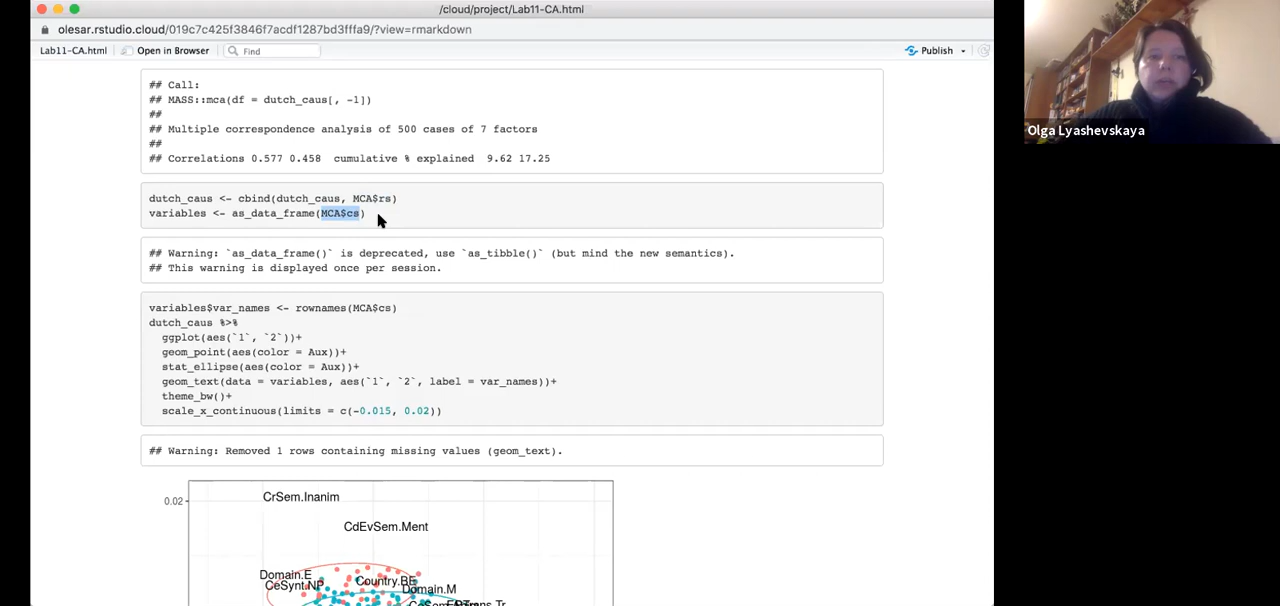 /cloud/project/Lab11-CA.html
olesar.rstudio.cloud/019c7c425f3846f7acdf1287bd3fffa9/?view=rmarkdown
Lab11-CA.html Open in Browser Find Publish
## Call:
## MASS::mca(df = dutch_caus[, -1])
##
## Multiple correspondence analysis of 500 cases of 7 factors
##
## Correlations 0.577 0.458  cumulative % explained  9.62 17.25
dutch_caus <- cbind(dutch_caus, MCA$rs)
variables <- as_data_frame(MCA$cs)
## Warning: `as_data_frame()` is deprecated, use `as_tibble()` (but mind the new semantics).
## This warning is displayed once per session.
variables$var_names <- rownames(MCA$cs)
dutch_caus %>%
  ggplot(aes(`1`, `2`))+
  geom_point(aes(color = Aux))+
  stat_ellipse(aes(color = Aux))+
  geom_text(data = variables, aes(`1`, `2`, label = var_names))+
  theme_bw()+
  scale_x_continuous(limits = c(-0.015, 0.02))
## Warning: Removed 1 rows containing missing values (geom_text).
0.02
CrSem.Inanim
CdEvSem.Ment
Domain.E
CeSynt.NP
Country.BE
Domain.M
Olga Lyashevskaya